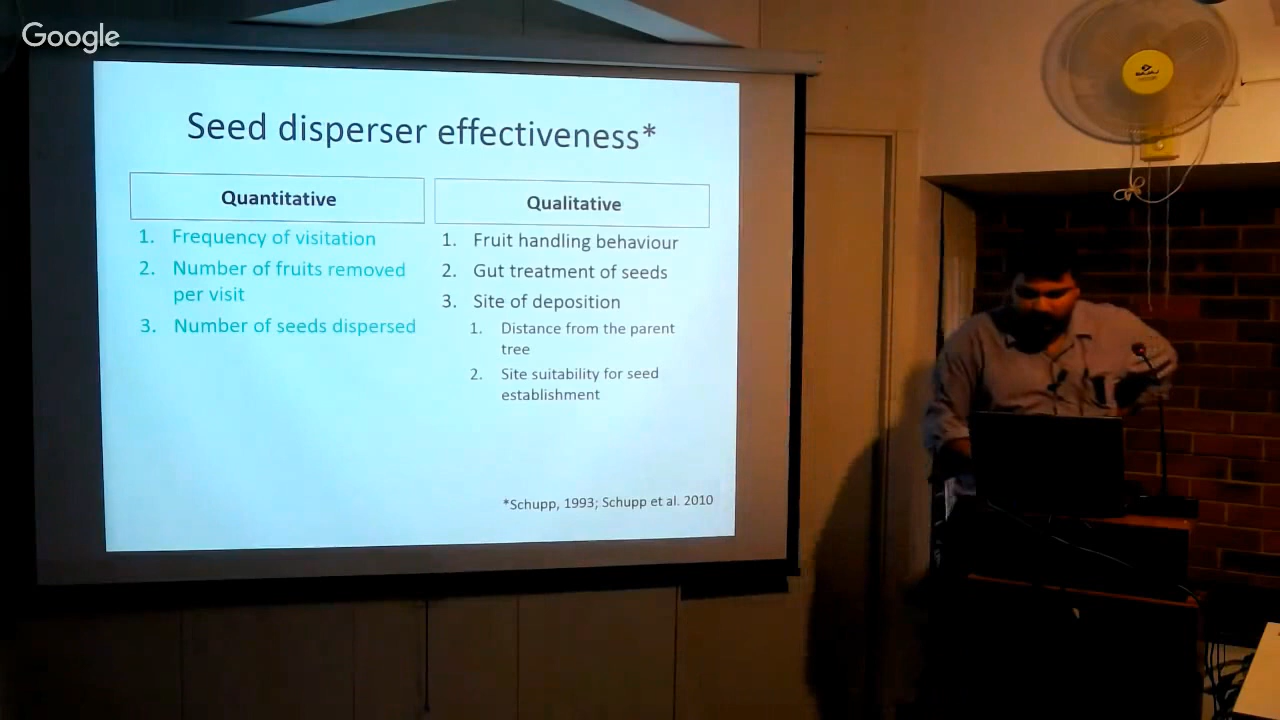 Google
Seed disperser effectiveness*
Quantitative
1. Frequency of visitation
2. Number of fruits removed
per visit
3. Number of seeds dispersed
Qualitative
1. Fruit handling behaviour
2. Gut treatment of seeds
3. Site of deposition
1. Distance from the parent
tree
2. Site suitability for seed
establishment
*Schupp, 1993; Schupp et al. 2010
BAJAJ